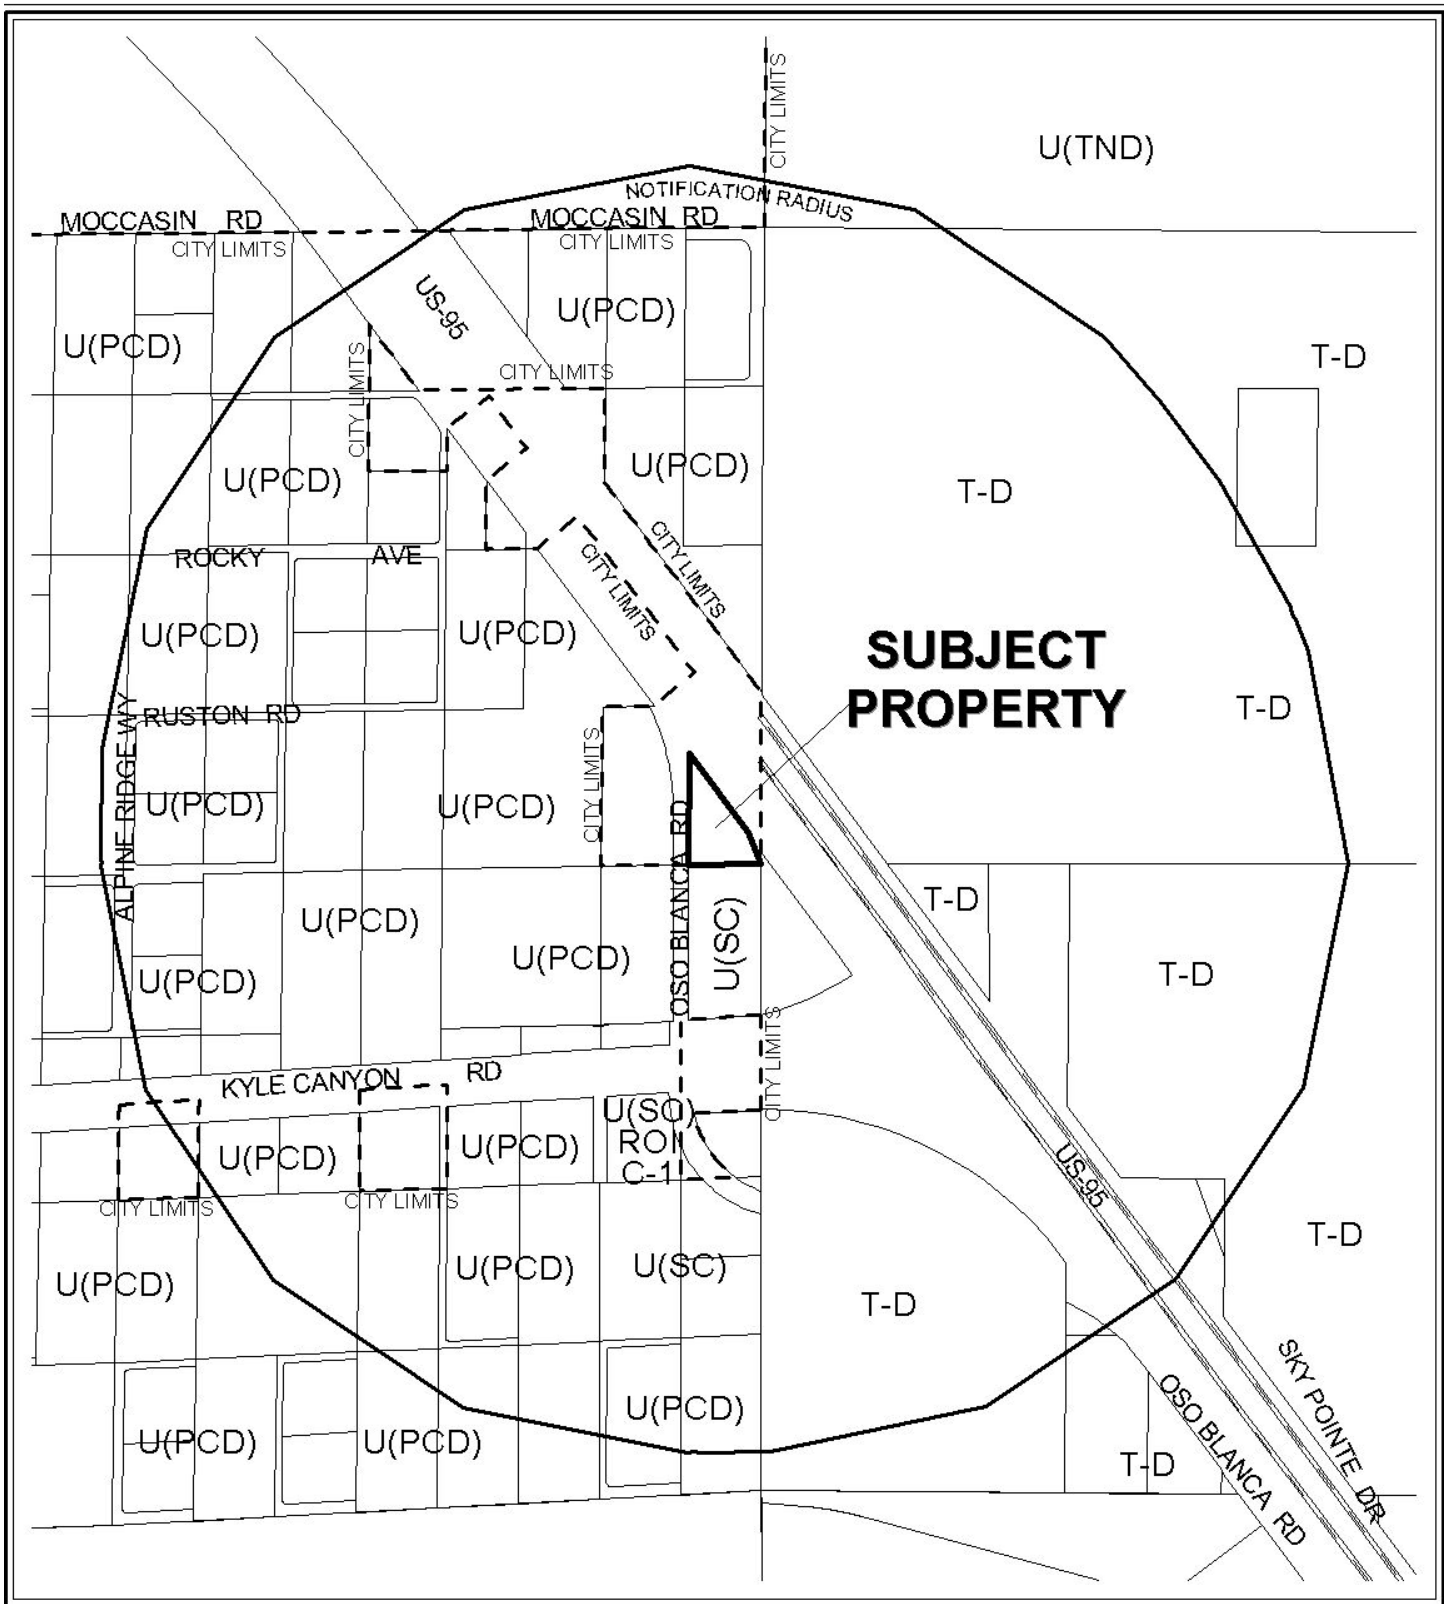 CITY LIMITS
U(TND)
NOTIFICATION RADIUS
MOCCASIN RD
MOCCASIN RD
CITY LIMITS
CITY LIMITS
US-95
U(PCD)
U(PCD)
T-D
CITY LIMITS
CITY LIMITS
U(PCD)
U(PCD)
T-D
CITY LIMITS
CITY LIMITS
ROCKY AVE
U(PCD)
U(PCD)
SUBJECT
PROPERTY
T-D
ALPINE RIDGE WY
RUSTON RD
CITY LIMITS
U(PCD)
U(PCD)
OSO BLANCA RD
T-D
U(PCD)
U(SC)
U(PCD)
T-D
U(PCD)
CITY LIMITS
KYLE CANYON RD
U(SC)
ROI
C-1
U(PCD)
U(PCD)
US-95
CITY LIMITS
CITY LIMITS
T-D
U(PCD)
U(PCD)
U(SC)
T-D
SKY POINTE DR
OSO BLANCA RD
U(PCD)
U(PCD)
U(PCD)
T-D